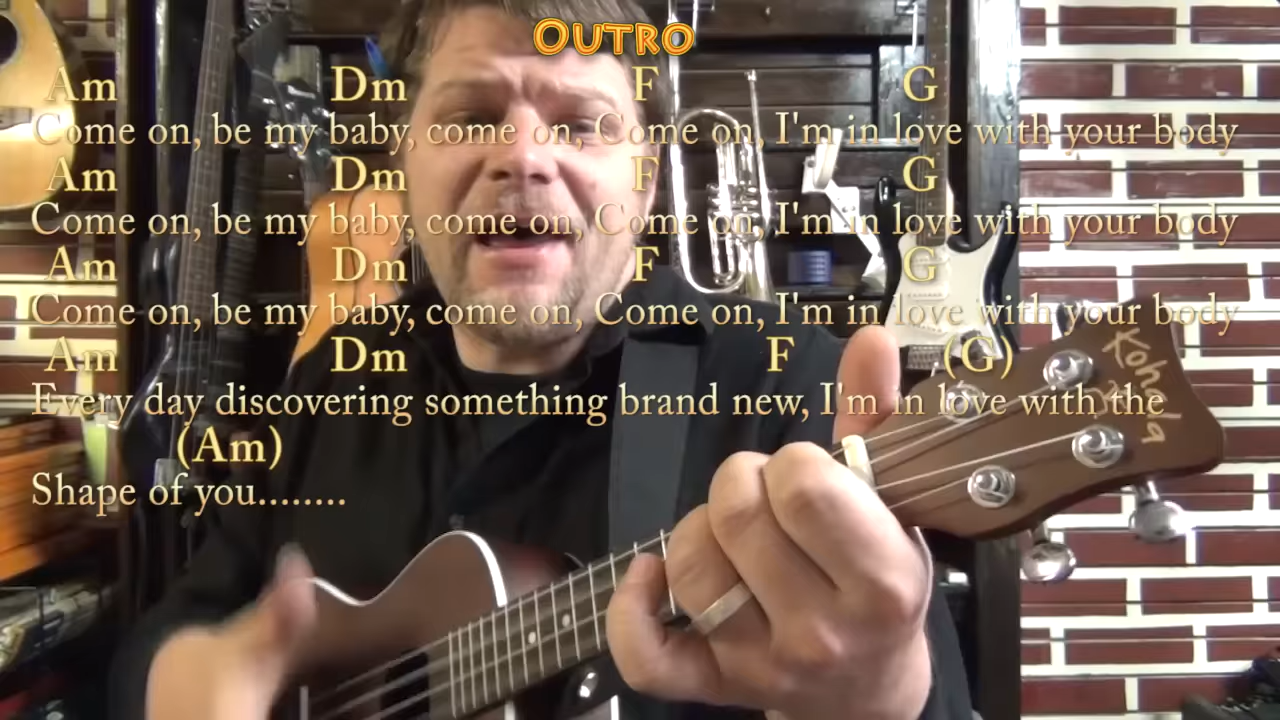 Outro
Am Dm F G
Come on, be my baby, come on, Come on, I'm in love with your body
Am Dm F G
Come on, be my baby, come on, Come on, I'm in love with your body
Am Dm F G
Come on, be my baby, come on, Come on, I'm in love with your body
Am Dm F (G)
Every day discovering something brand new, I'm in love with the
(Am)
Shape of you........
Kohala